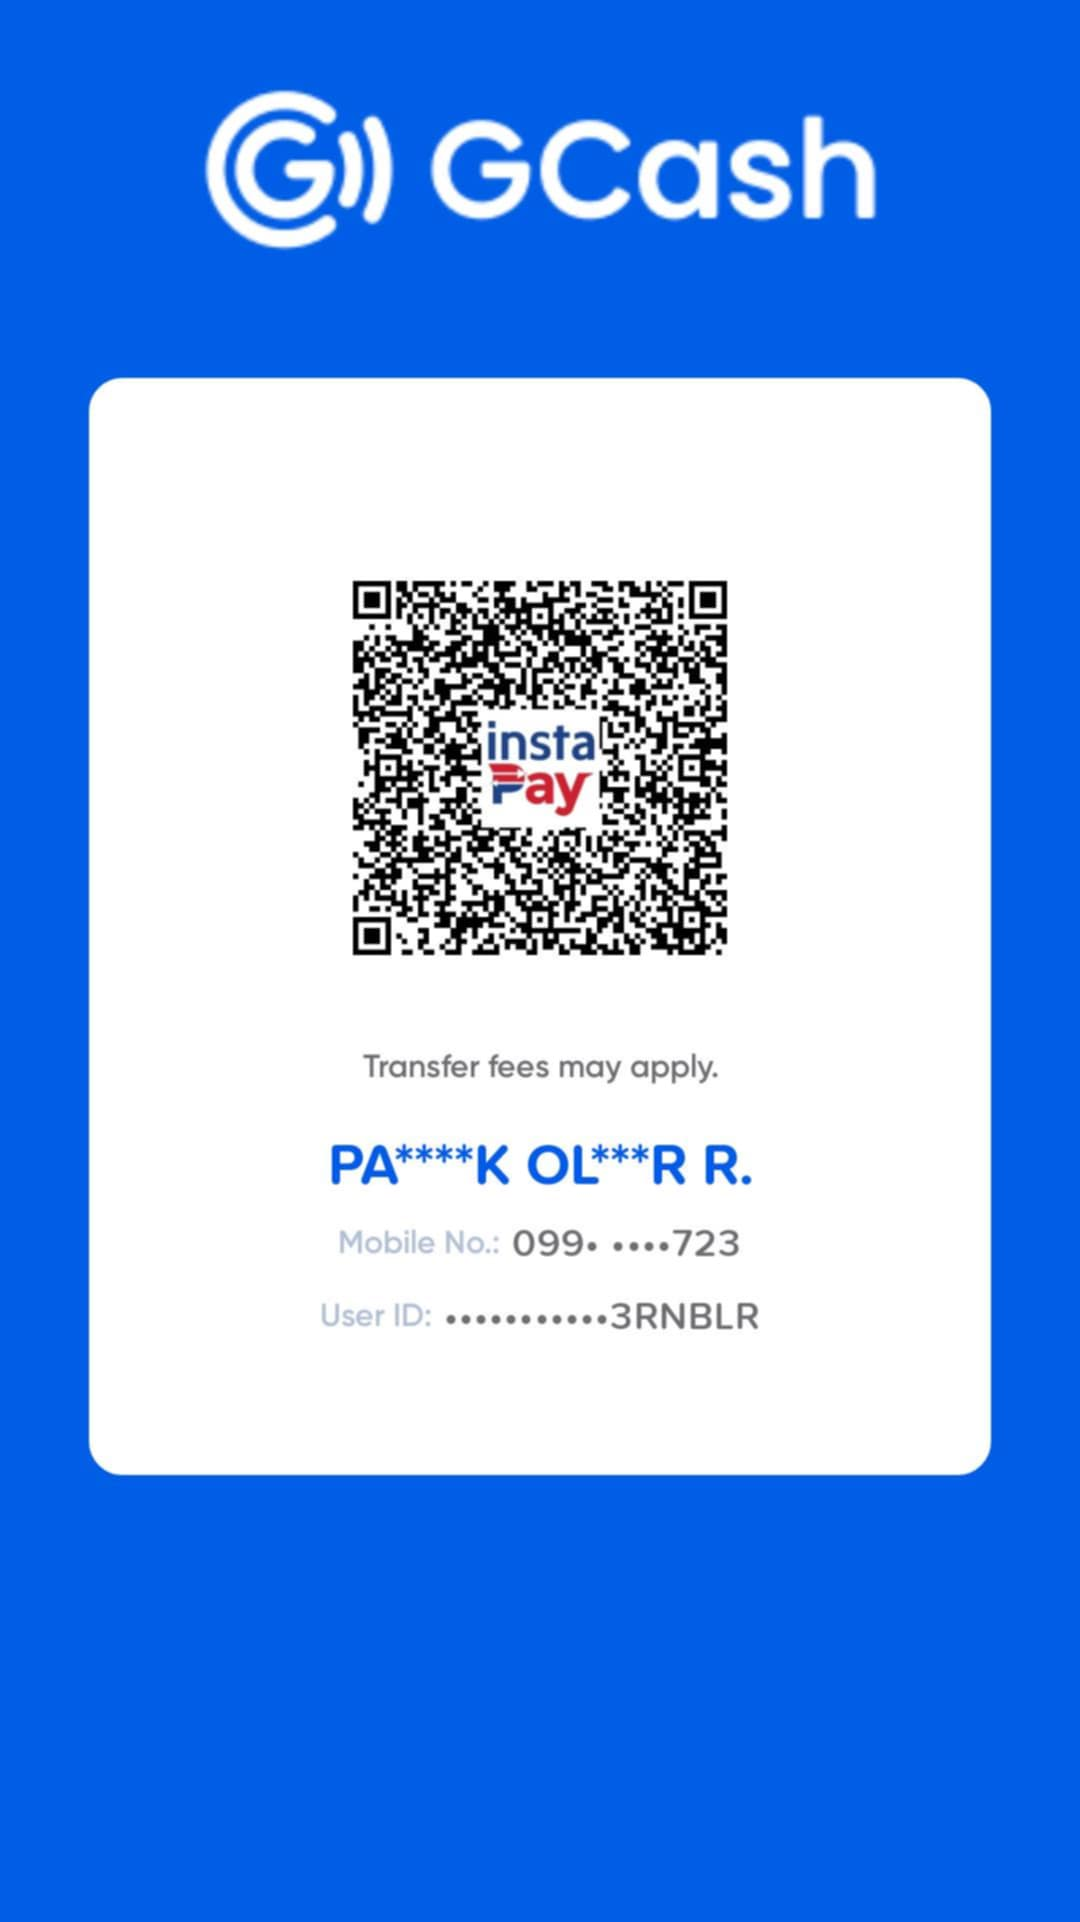 GCash
insta
Pay
Transfer fees may apply.
PA****K OL***R R.
Mobile No.: 099• ••••723
User ID: •••••••••••3RNBLR